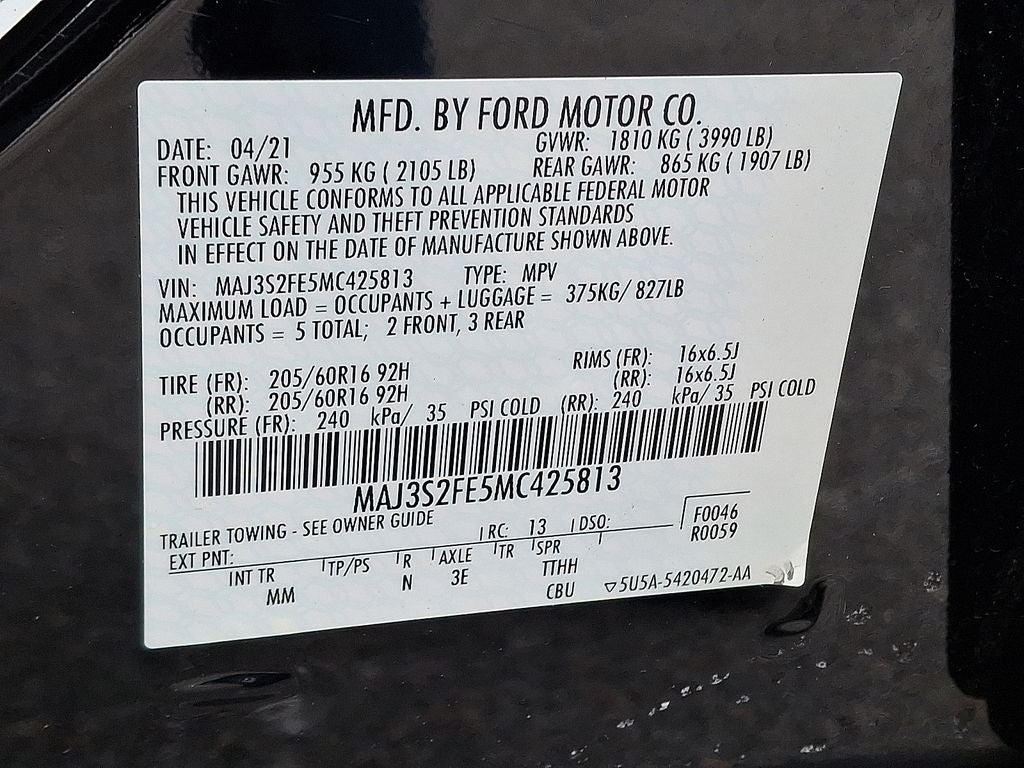 MFD. BY FORD MOTOR CO.
DATE: 04/21 GVWR: 1810 KG ( 3990 LB)
FRONT GAWR: 955 KG ( 2105 LB) REAR GAWR: 865 KG ( 1907 LB)
THIS VEHICLE CONFORMS TO ALL APPLICABLE FEDERAL MOTOR
VEHICLE SAFETY AND THEFT PREVENTION STANDARDS
IN EFFECT ON THE DATE OF MANUFACTURE SHOWN ABOVE.
VIN: MAJ3S2FE5MC425813 TYPE: MPV
MAXIMUM LOAD = OCCUPANTS + LUGGAGE = 375KG/ 827LB
OCCUPANTS = 5 TOTAL; 2 FRONT, 3 REAR
TIRE (FR): 205/60R16 92H RIMS (FR): 16x6.5J
(RR): 205/60R16 92H (RR): 16x6.5J
PRESSURE (FR): 240 kPa/ 35 PSI COLD (RR): 240 kPa/ 35 PSI COLD
MAJ3S2FE5MC425813
TRAILER TOWING - SEE OWNER GUIDE
EXT PNT: RC: 13 DSO: F0046
R0059
INT TR TP/PS R AXLE TR SPR
MM N 3E TTHH
CBU ▽5U5A-5420472-AA